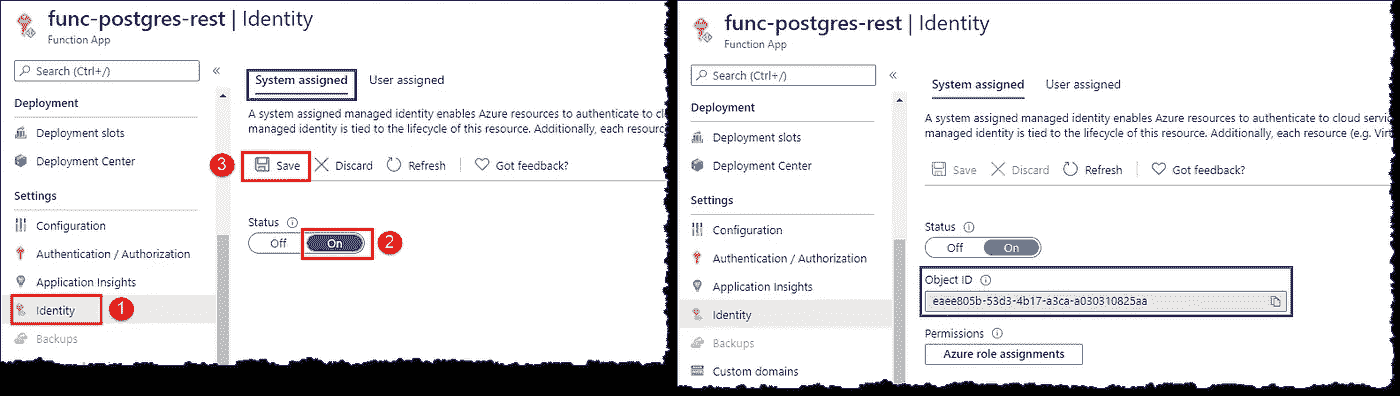 func-postgres-rest | Identity
Function App
Search (Ctrl+/)
«
Deployment
Deployment slots
Deployment Center
Settings
Configuration
Authentication / Authorization
Application Insights
Identity
1
Backups
System assigned
User assigned
A system assigned managed identity enables Azure resources to authenticate to cl
managed identity is tied to the lifecycle of this resource. Additionally, each resourc
3
Save
Discard
Refresh
Got feedback?
Status
Off
On
2
func-postgres-rest | Identity
Function App
Search (Ctrl+/)
«
Deployment
Deployment slots
Deployment Center
Settings
Configuration
Authentication / Authorization
Application Insights
Identity
Backups
Custom domains
System assigned
User assigned
A system assigned managed identity enables Azure resources to authenticate to cloud servic
managed identity is tied to the lifecycle of this resource. Additionally, each resource (e.g. Virt
Save
Discard
Refresh
Got feedback?
Status
Off
On
Object ID
eaee805b-53d3-4b17-a3ca-a030310825aa
Permissions
Azure role assignments